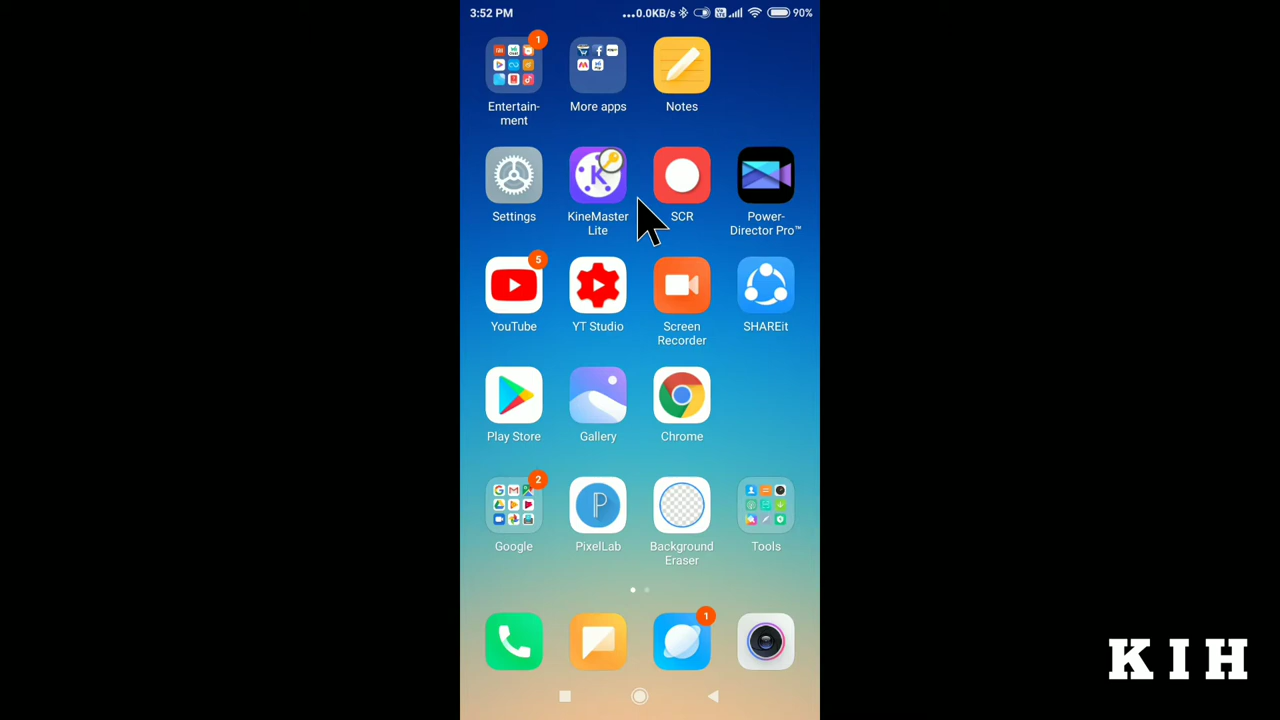 3:52 PM
...0.0KB/s
90%
1
Entertain-
ment
More apps
Notes
Settings
K
KineMaster
Lite
SCR
Power-
Director Pro™
5
YouTube
YT Studio
Screen
Recorder
SHAREit
Play Store
Gallery
Chrome
2
Google
P
PixelLab
Background
Eraser
Tools
1
K I H